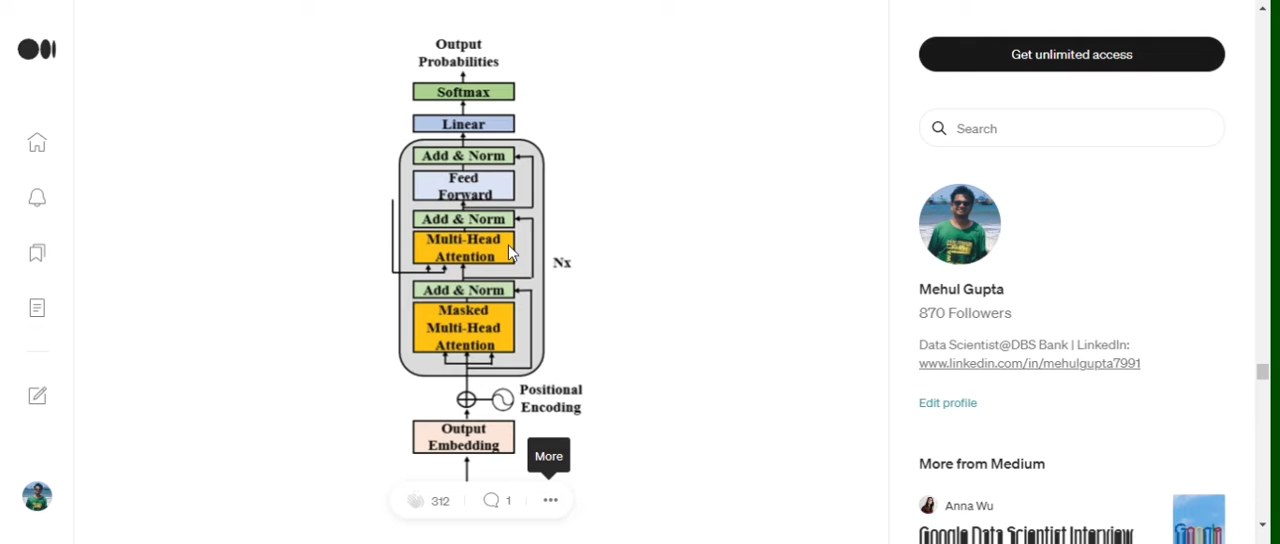 Output
Probabilities
Softmax
Linear
Add & Norm
Feed
Forward
Add & Norm
Multi-Head
Attention
Nx
Add & Norm
Masked
Multi-Head
Attention
Positional
Encoding
Output
Embedding
More
312
1
Get unlimited access
Search
Mehul Gupta
870 Followers
Data Scientist@DBS Bank | LinkedIn:
www.linkedin.com/in/mehulgupta7991
Edit profile
More from Medium
Anna Wu
Google Data Scientist Interview
Google